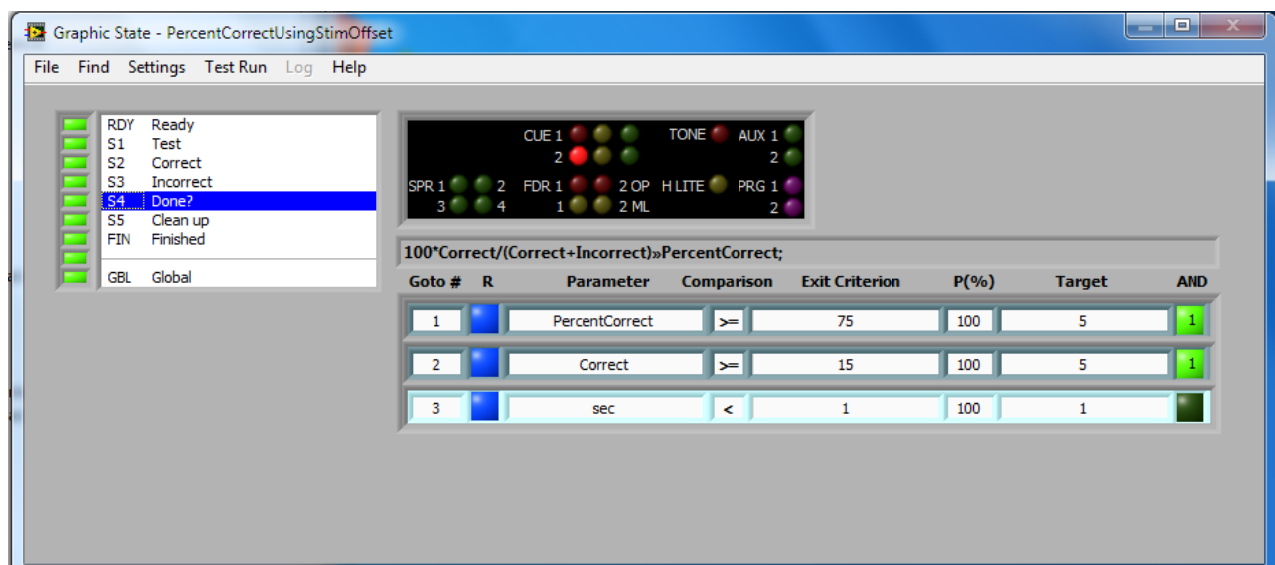 Graphic State - PercentCorrectUsingStimOffset
File Find Settings Test Run Log Help
RDY Ready
S1 Test
S2 Correct
S3 Incorrect
S4 Done?
S5 Clean up
FIN Finished
GBL Global
CUE 1 TONE AUX 1
2 2
SPR 1 2 FDR 1 2 OP H LITE PRG 1
3 4 1 2 ML 2
100*Correct/(Correct+Incorrect)»PercentCorrect;
Goto # R Parameter Comparison Exit Criterion P(%) Target AND
1 PercentCorrect >= 75 100 5 1
2 Correct >= 15 100 5 1
3 sec < 1 100 1